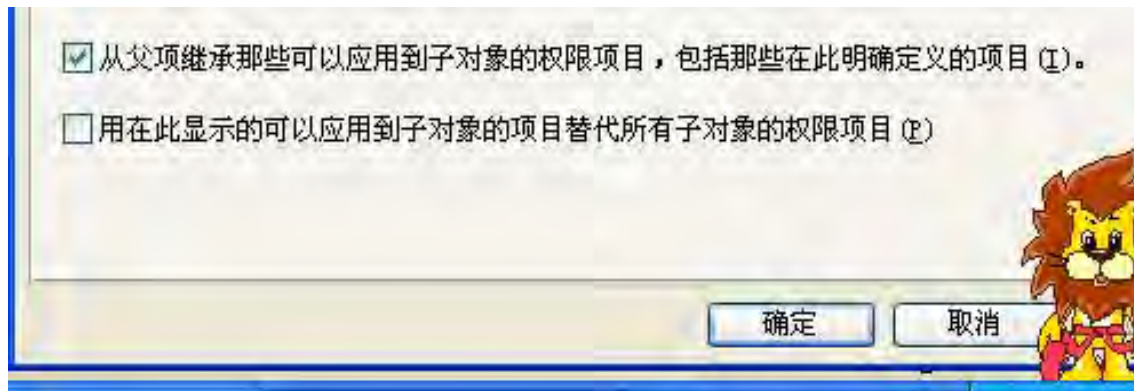 从父项继承那些可以应用到子对象的权限项目，包括那些在此明确定义的项目(I)。
用在此显示的可以应用到子对象的项目替代所有子对象的权限项目(P)
确定 取消